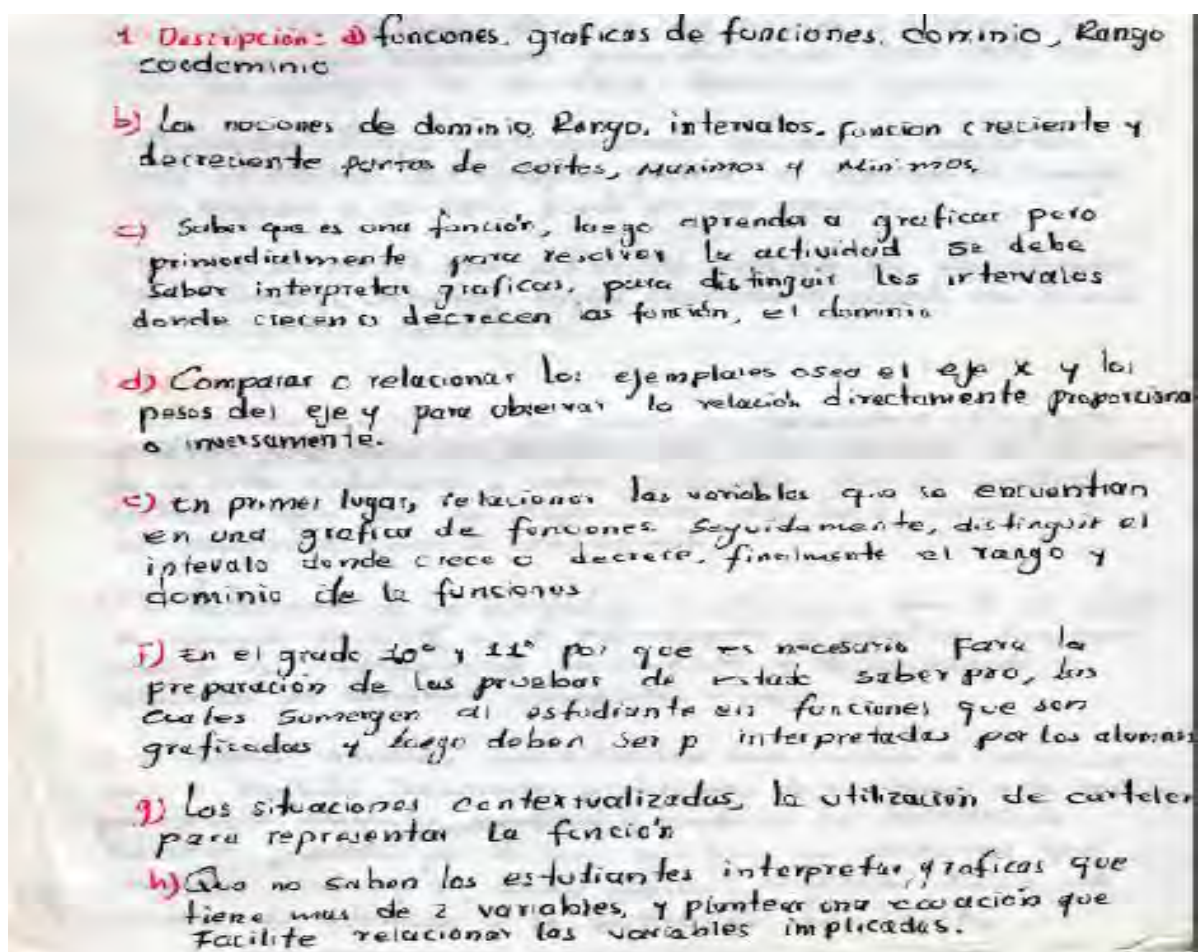 1 Descripción: a) funciones, graficas de funciones, dominio, Rango
coodominio
b) Las nociones de dominio, Rango, intervalos, funcion creciente y
decreciente puntos de cortes, Maximos y Minimos.
c) Saber que es una función, luego aprenda a graficar pero
primordialmente para resolver la actividad se debe
saber interpretar graficas, para distinguir los intervalos
donde crecen o decrecen las función, el dominio
d) Comparar o relacionar los ejemplares osea el eje x y los
pesos del eje y para observar la relación directamente proporciona
o inversamente.
e) En primer lugar, relacionar las variables que se encuentran
en una grafica de funciones. Seguidamente, distinguir el
intevalo donde crece o decrece, finalmente el rango y
dominio de la funciones
f) En el grado 10° y 11° por que es necesario para la
preparación de las pruebas de estado saber pro, las
cuales sumergen al estudiante en funciones que son
graficadas y luego deben ser p interpretadas por los alumnos
g) Las situaciones contextualizadas, la utilización de carteler
para representar la función
h) Que no saben los estudiantes interpretar graficas que
tiene mas de 2 variables, y plantear una ecuación que
Facilite relacionar las variables implicadas.